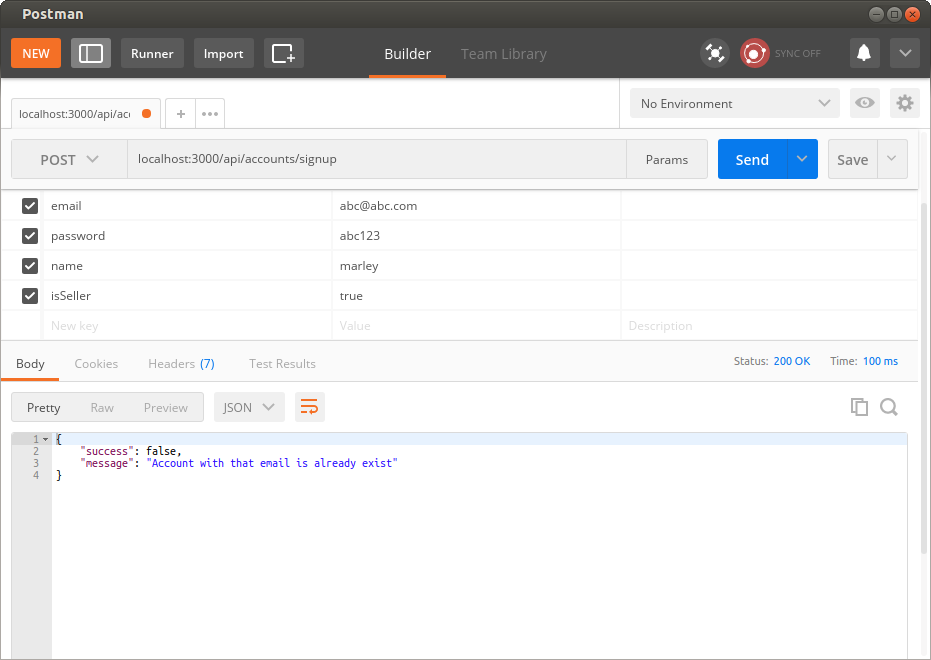 Postman
NEW Runner Import Builder Team Library SYNC OFF
localhost:3000/api/acc + ••• No Environment
POST localhost:3000/api/accounts/signup Params Send Save
email abc@abc.com
password abc123
name marley
isSeller true
New key Value Description
Body Cookies Headers (7) Test Results Status: 200 OK Time: 100 ms
Pretty Raw Preview JSON
1 {
2 "success": false,
3 "message": "Account with that email is already exist"
4 }